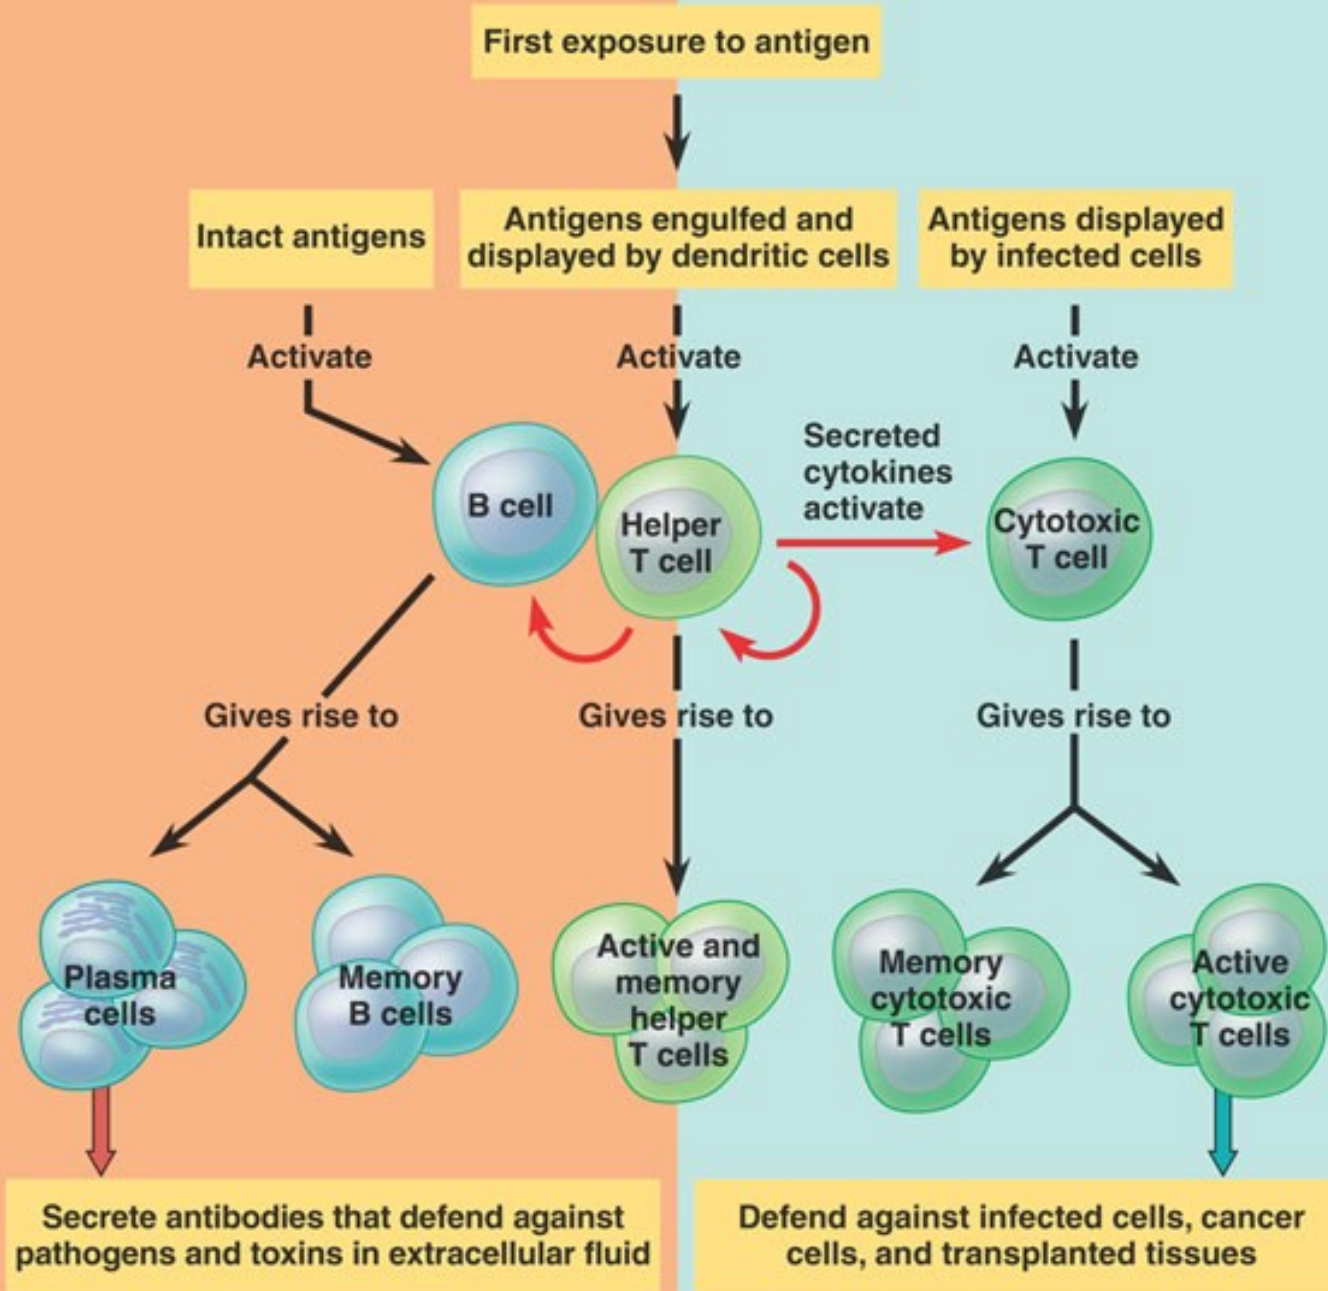 First exposure to antigen
Intact antigens
Antigens engulfed and
displayed by dendritic cells
Antigens displayed
by infected cells
Activate
Activate
Activate
Secreted
cytokines
activate
B cell
Helper
T cell
Cytotoxic
T cell
Gives rise to
Gives rise to
Gives rise to
Plasma
cells
Memory
B cells
Active and
memory
helper
T cells
Memory
cytotoxic
T cells
Active
cytotoxic
T cells
Secrete antibodies that defend against
pathogens and toxins in extracellular fluid
Defend against infected cells, cancer
cells, and transplanted tissues